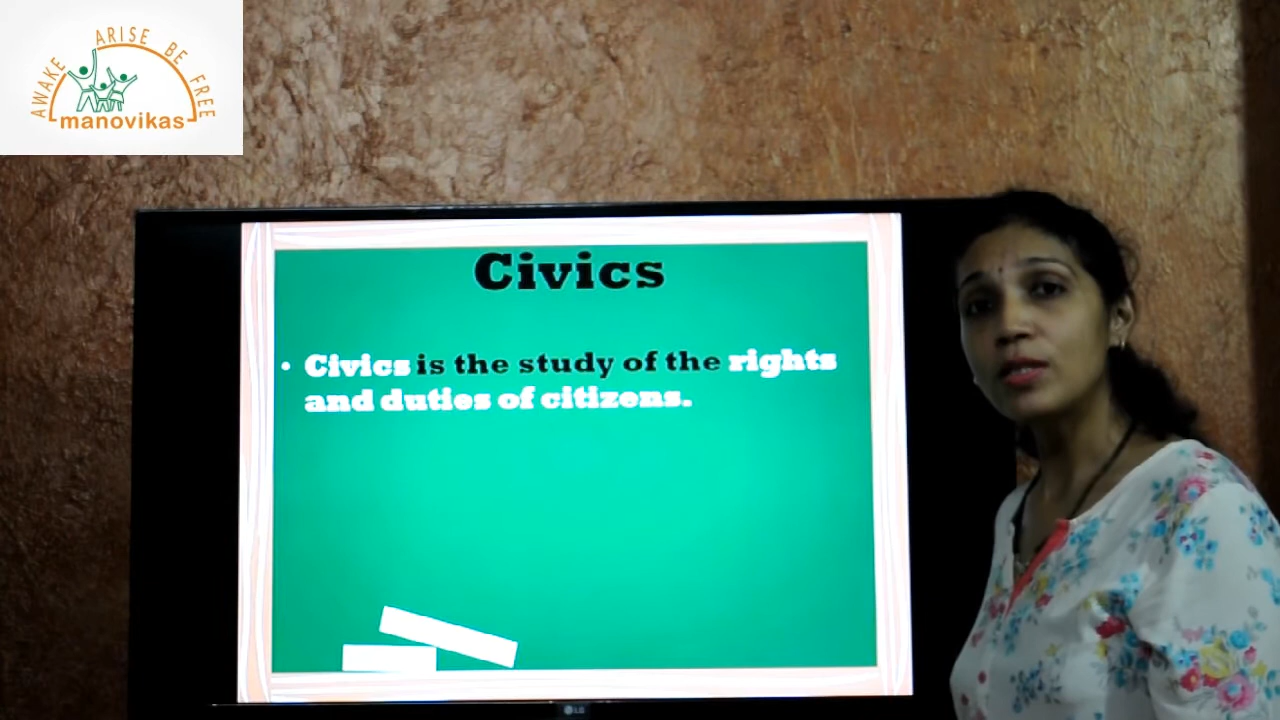 AWAKE ARISE BE FREE
manovikas
Civics
• Civics is the study of the rights
and duties of citizens.
LG